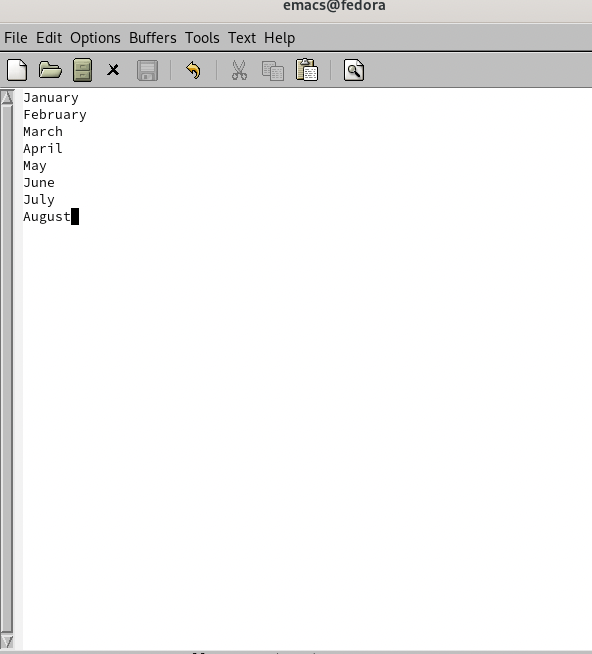 emacs@fedora
File Edit Options Buffers Tools Text Help
January
February
March
April
May
June
July
August